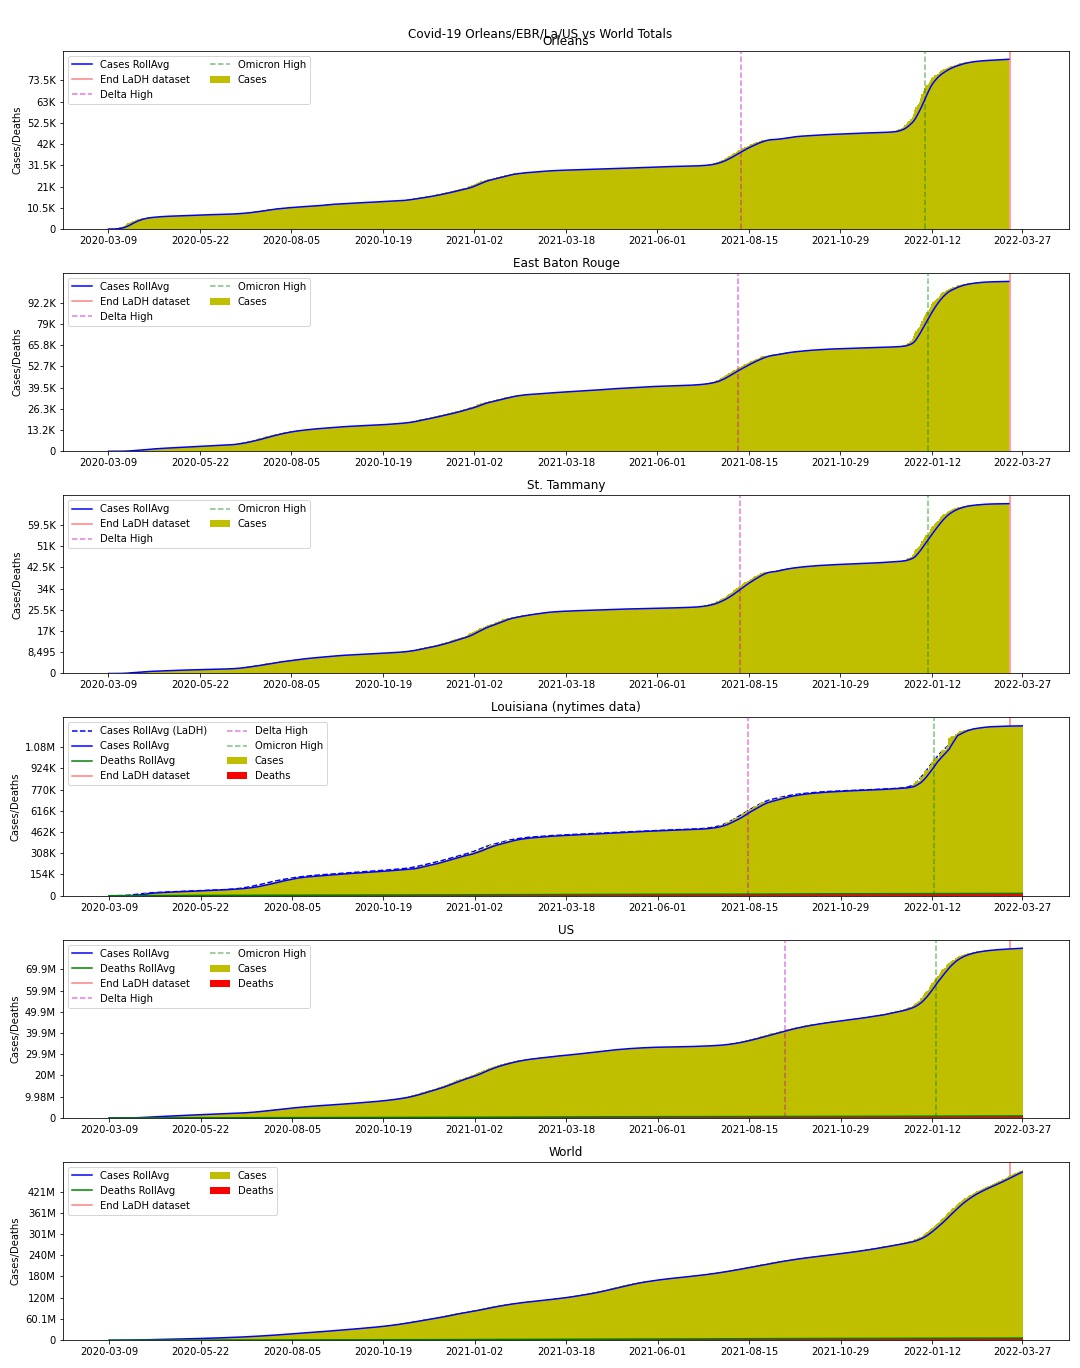 Covid-19 Orleans/EBR/La/US vs World Totals
Orleans
Cases RollAvg
End LaDH dataset
Delta High
Omicron High
Cases
Cases/Deaths
73.5K
63K
52.5K
42K
31.5K
21K
10.5K
0
2020-03-09 2020-05-22 2020-08-05 2020-10-19 2021-01-02 2021-03-18 2021-06-01 2021-08-15 2021-10-29 2022-01-12 2022-03-27
East Baton Rouge
Cases RollAvg
End LaDH dataset
Delta High
Omicron High
Cases
Cases/Deaths
92.2K
79K
65.8K
52.7K
39.5K
26.3K
13.2K
0
2020-03-09 2020-05-22 2020-08-05 2020-10-19 2021-01-02 2021-03-18 2021-06-01 2021-08-15 2021-10-29 2022-01-12 2022-03-27
St. Tammany
Cases RollAvg
End LaDH dataset
Delta High
Omicron High
Cases
Cases/Deaths
59.5K
51K
42.5K
34K
25.5K
17K
8,495
0
2020-03-09 2020-05-22 2020-08-05 2020-10-19 2021-01-02 2021-03-18 2021-06-01 2021-08-15 2021-10-29 2022-01-12 2022-03-27
Louisiana (nytimes data)
Cases RollAvg (LaDH)
Cases RollAvg
Deaths RollAvg
End LaDH dataset
Delta High
Omicron High
Cases
Deaths
Cases/Deaths
1.08M
924K
770K
616K
462K
308K
154K
0
2020-03-09 2020-05-22 2020-08-05 2020-10-19 2021-01-02 2021-03-18 2021-06-01 2021-08-15 2021-10-29 2022-01-12 2022-03-27
US
Cases RollAvg
Deaths RollAvg
End LaDH dataset
Delta High
Omicron High
Cases
Deaths
Cases/Deaths
69.9M
59.9M
49.9M
39.9M
29.9M
20M
9.98M
0
2020-03-09 2020-05-22 2020-08-05 2020-10-19 2021-01-02 2021-03-18 2021-06-01 2021-08-15 2021-10-29 2022-01-12 2022-03-27
World
Cases RollAvg
Deaths RollAvg
End LaDH dataset
Cases
Deaths
Cases/Deaths
421M
361M
301M
240M
180M
120M
60.1M
0
2020-03-09 2020-05-22 2020-08-05 2020-10-19 2021-01-02 2021-03-18 2021-06-01 2021-08-15 2021-10-29 2022-01-12 2022-03-27